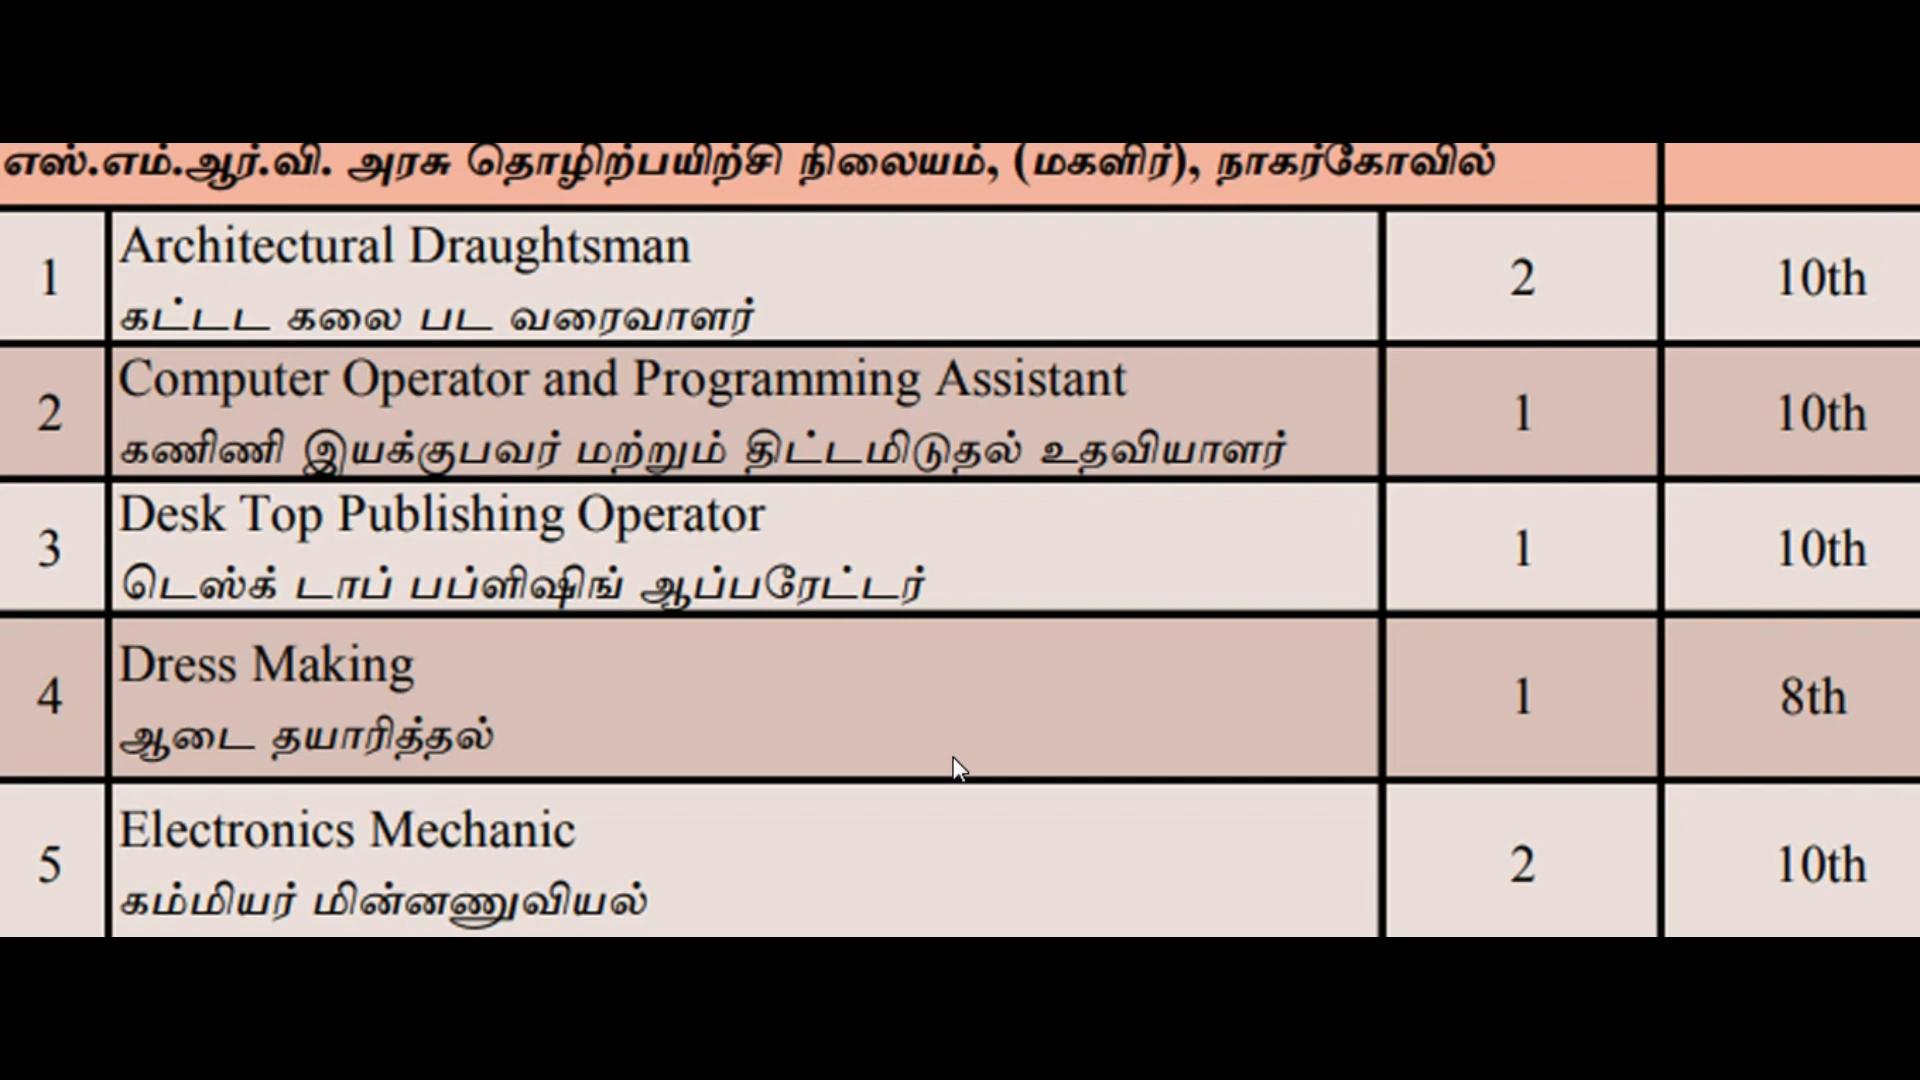 எஸ்.எம்.ஆர்.வி. அரசு தொழிற்பயிற்சி நிலையம், (மகளிர்), நாகர்கோவில்
1 Architectural Draughtsman 2 10th
கட்டட கலை பட வரைவாளர்
2 Computer Operator and Programming Assistant 1 10th
கணிணி இயக்குபவர் மற்றும் திட்டமிடுதல் உதவியாளர்
3 Desk Top Publishing Operator 1 10th
டெஸ்க் டாப் பப்ளிஷிங் ஆப்பரேட்டர்
4 Dress Making 1 8th
ஆடை தயாரித்தல்
5 Electronics Mechanic 2 10th
கம்மியர் மின்னணுவியல்